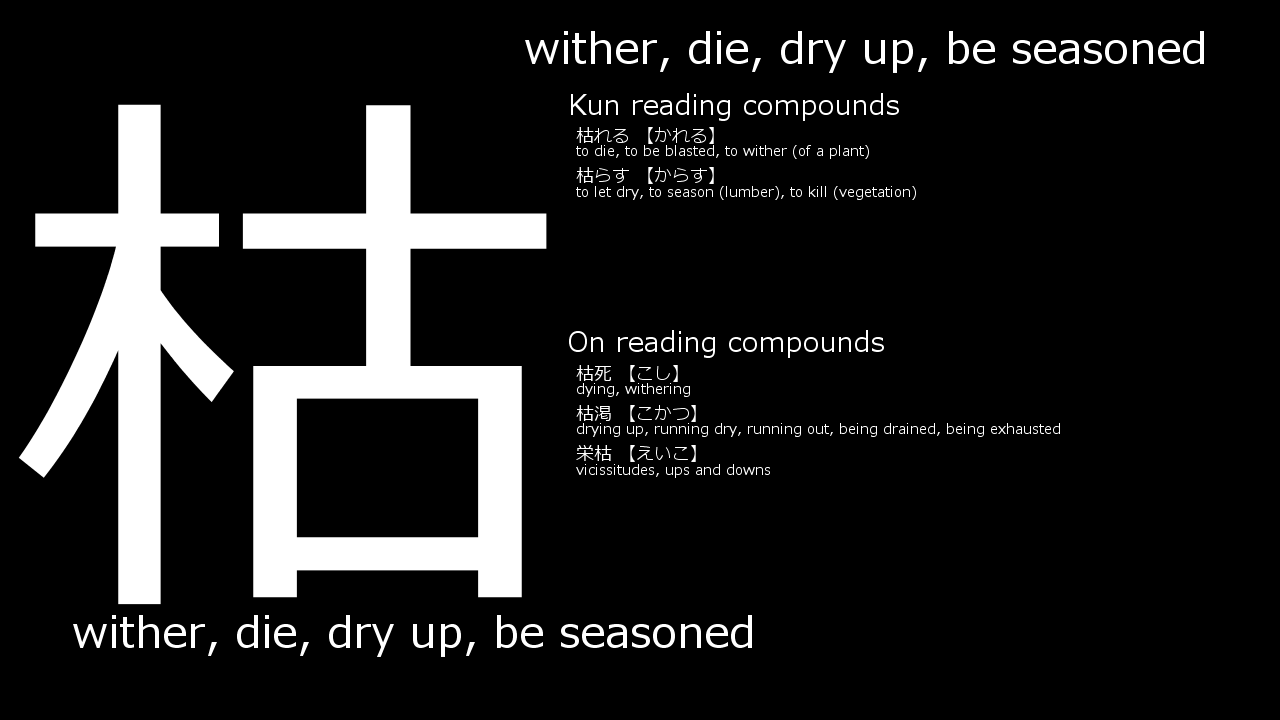 wither, die, dry up, be seasoned
枯
Kun reading compounds
枯れる 【かれる】
to die, to be blasted, to wither (of a plant)
枯らす 【からす】
to let dry, to season (lumber), to kill (vegetation)
On reading compounds
枯死 【こし】
dying, withering
枯渇 【こかつ】
drying up, running dry, running out, being drained, being exhausted
栄枯 【えいこ】
vicissitudes, ups and downs
wither, die, dry up, be seasoned